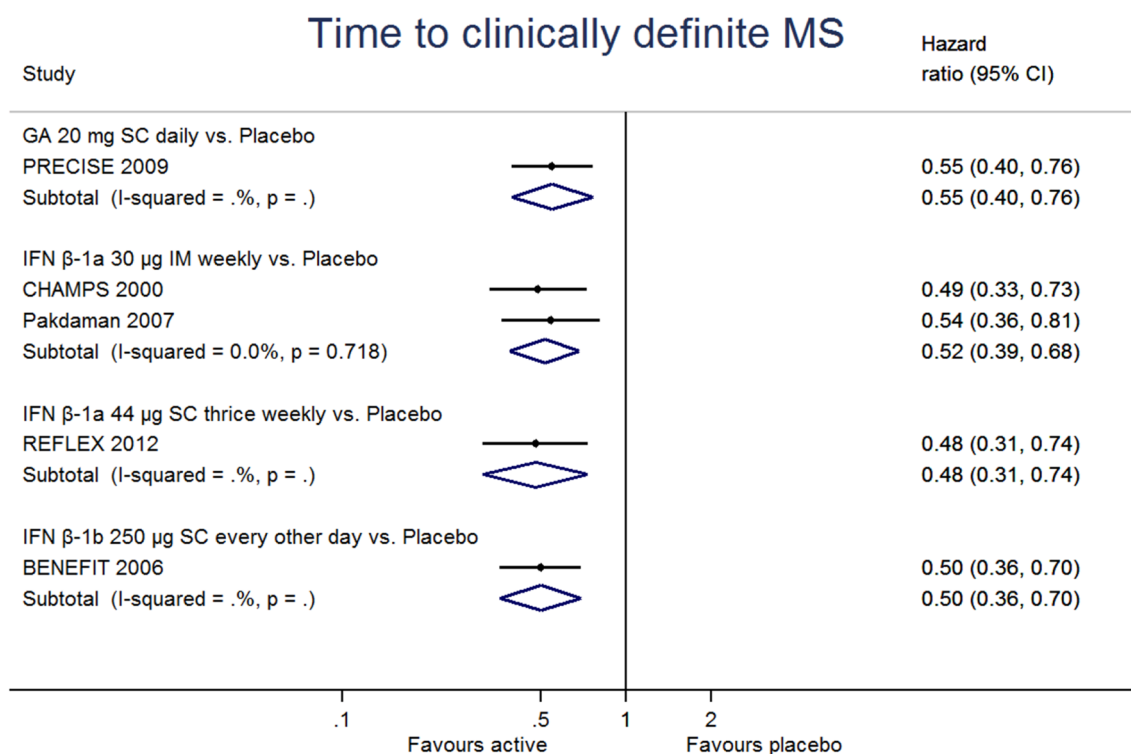 Time to clinically definite MS
Hazard
Study ratio (95% CI)
GA 20 mg SC daily vs. Placebo
PRECISE 2009 0.55 (0.40, 0.76)
Subtotal (I-squared = .%, p = .) 0.55 (0.40, 0.76)
IFN β-1a 30 µg IM weekly vs. Placebo
CHAMPS 2000 0.49 (0.33, 0.73)
Pakdaman 2007 0.54 (0.36, 0.81)
Subtotal (I-squared = 0.0%, p = 0.718) 0.52 (0.39, 0.68)
IFN β-1a 44 µg SC thrice weekly vs. Placebo
REFLEX 2012 0.48 (0.31, 0.74)
Subtotal (I-squared = .%, p = .) 0.48 (0.31, 0.74)
IFN β-1b 250 µg SC every other day vs. Placebo
BENEFIT 2006 0.50 (0.36, 0.70)
Subtotal (I-squared = .%, p = .) 0.50 (0.36, 0.70)
.1 .5 1 2
Favours active Favours placebo